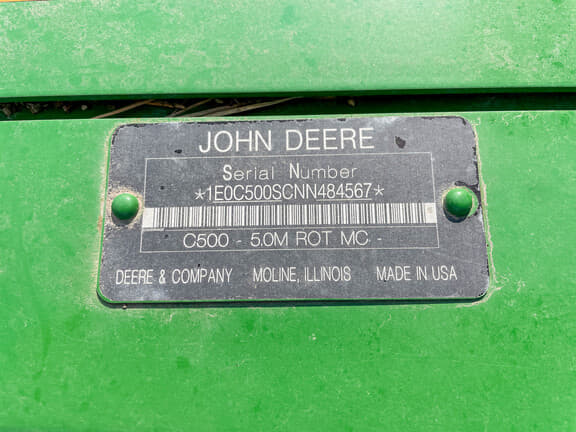 JOHN DEERE
Serial Number
*1E0C500SCNN484567*
C500 - 5.0M ROT MC -
DEERE & COMPANY MOLINE, ILLINOIS MADE IN USA